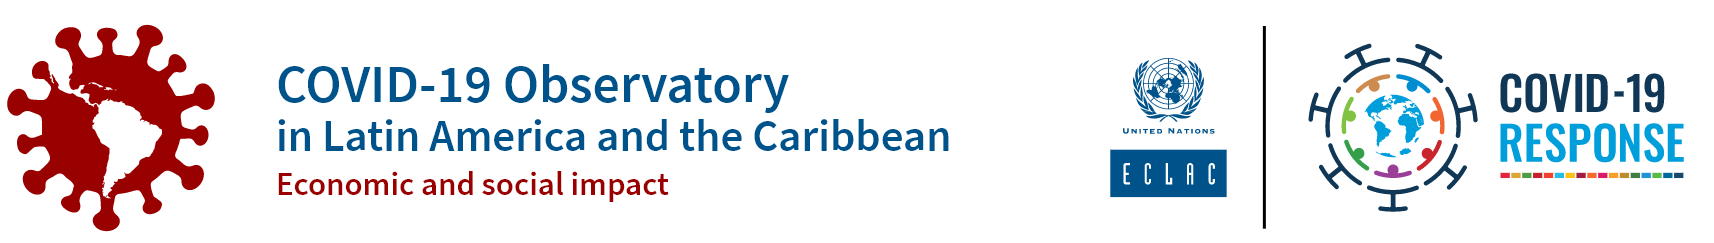 COVID-19 Observatory
in Latin America and the Caribbean
Economic and social impact
UNITED NATIONS
ECLAC
COVID-19
RESPONSE